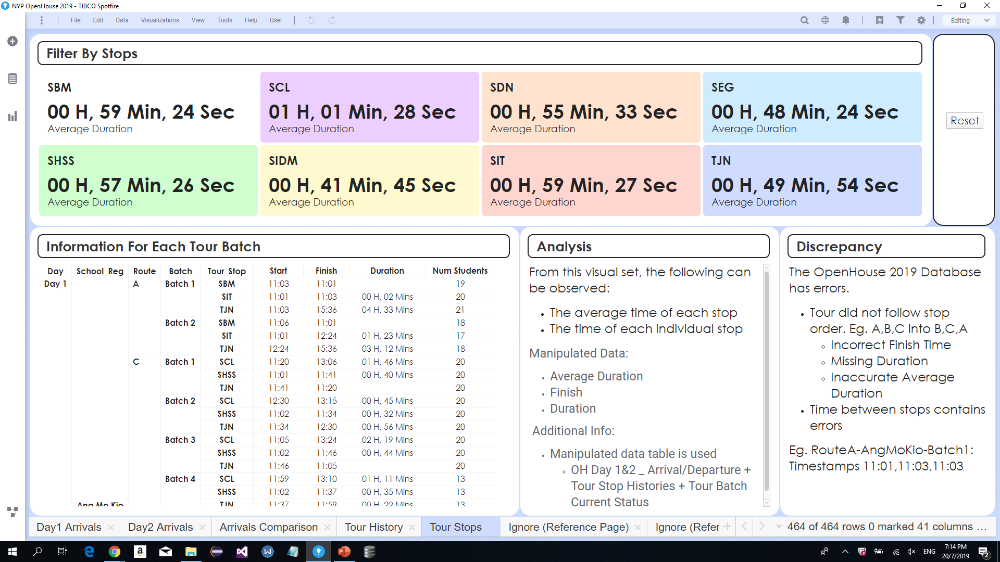 NYP OpenHouse 2019 - TIBCO Spotfire
File Edit Data Visualizations View Tools Help User
Editing
Filter By Stops
SBM
00 H, 59 Min, 24 Sec
Average Duration
SCL
01 H, 01 Min, 28 Sec
Average Duration
SDN
00 H, 55 Min, 33 Sec
Average Duration
SEG
00 H, 48 Min, 24 Sec
Average Duration
SHSS
00 H, 57 Min, 26 Sec
Average Duration
SIDM
00 H, 41 Min, 45 Sec
Average Duration
SIT
00 H, 59 Min, 27 Sec
Average Duration
TJN
00 H, 49 Min, 54 Sec
Average Duration
Reset
Information For Each Tour Batch
Day School_Reg Route Batch Tour_Stop Start Finish Duration Num Students
Day 1 A Batch 1 SBM 11:03 11:01 19
SIT 11:01 11:03 00 H, 02 Mins 20
TJN 11:03 15:36 04 H, 33 Mins 21
Batch 2 SBM 11:06 11:01 18
SIT 11:01 12:24 01 H, 23 Mins 17
TJN 12:24 15:36 03 H, 12 Mins 18
C Batch 1 SCL 11:20 13:06 01 H, 46 Mins 20
SHSS 11:01 11:41 00 H, 40 Mins 20
TJN 11:41 11:20 20
Batch 2 SCL 12:30 13:15 00 H, 45 Mins 20
SHSS 11:02 11:34 00 H, 32 Mins 20
TJN 11:34 12:30 00 H, 56 Mins 20
Batch 3 SCL 11:05 13:24 02 H, 19 Mins 20
SHSS 11:02 11:46 00 H, 44 Mins 20
TJN 11:46 11:05 20
Batch 4 SCL 11:59 13:10 01 H, 11 Mins 13
SHSS 11:02 11:37 00 H, 35 Mins 13
Ang Mo Kio TJN 11:37 11:59 00 H, 22 Mins 13
Analysis
From this visual set, the following can
be observed:
• The average time of each stop
• The time of each individual stop
Manipulated Data:
• Average Duration
• Finish
• Duration
Additional Info:
• Manipulated data table is used
◦ OH Day 1&2 _ Arrival/Departure +
Tour Stop Histories + Tour Batch
Current Status
Discrepancy
The OpenHouse 2019 Database
has errors.
• Tour did not follow stop
order. Eg. A,B,C into B,C,A
◦ Incorrect Finish Time
◦ Missing Duration
◦ Inaccurate Average
Duration
• Time between stops contains
errors
Eg. RouteA-AngMoKio-Batch1:
Timestamps 11:01,11:03,11:03
Day1 Arrivals Day2 Arrivals Arrivals Comparison Tour History Tour Stops Ignore (Reference Page) Ignore (Refer 464 of 464 rows 0 marked 41 columns ...
ENG 7:14 PM
20/7/2019
2